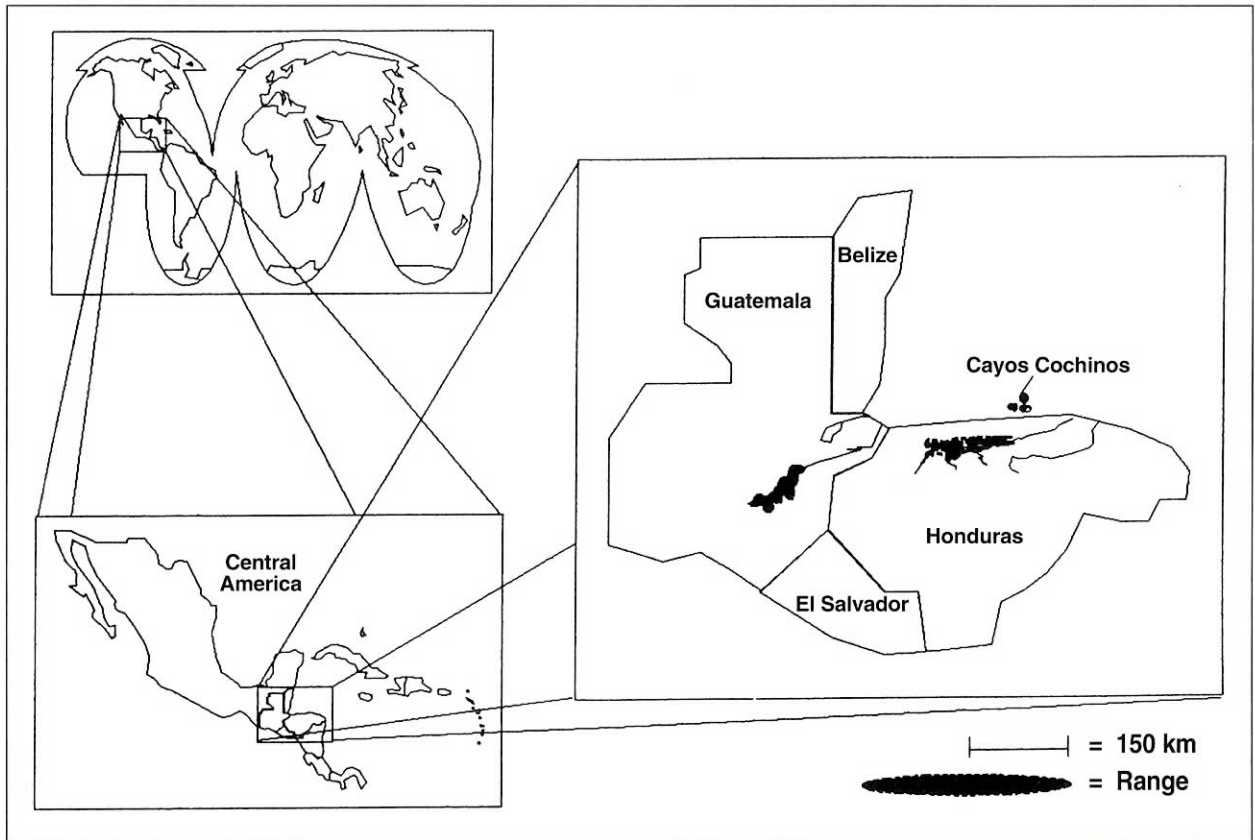 Belize
Guatemala
Cayos Cochinos
Honduras
El Salvador
Central
America
= 150 km
= Range